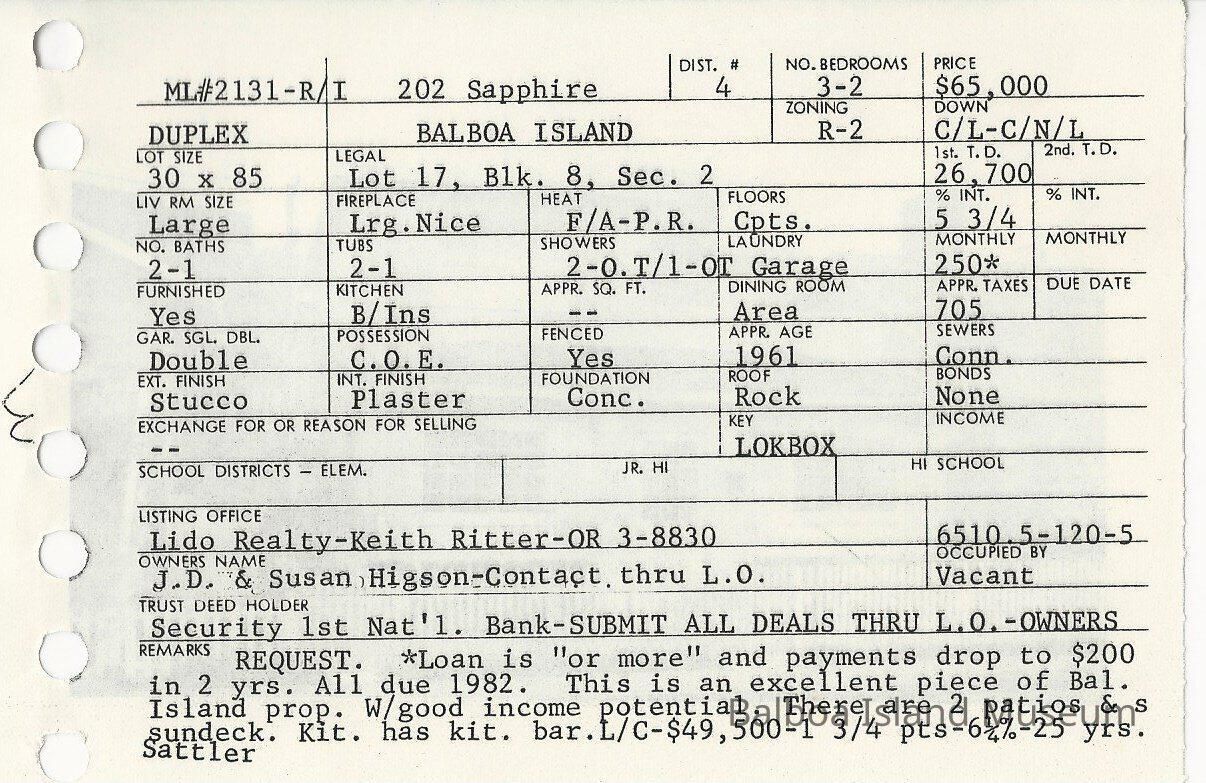 ML#2131-R/I 202 Sapphire DIST. # 4 NO. BEDROOMS 3-2 PRICE $65,000
DUPLEX BALBOA ISLAND ZONING R-2 DOWN C/L-C/N/L
LOT SIZE 30 x 85 LEGAL Lot 17, Blk. 8, Sec. 2 1st. T. D. 26,700 2nd. T. D.
LIV RM SIZE Large FIREPLACE Lrg.Nice HEAT F/A-P.R. FLOORS Cpts. % INT. 5 3/4 % INT.
NO. BATHS 2-1 TUBS 2-1 SHOWERS 2-O.T/1-OT LAUNDRY Garage MONTHLY 250* MONTHLY
FURNISHED Yes KITCHEN B/Ins APPR. SQ. FT. -- DINING ROOM Area APPR. TAXES 705 DUE DATE
GAR. SGL. DBL. Double POSSESSION C.O.E. FENCED Yes APPR. AGE 1961 SEWERS Conn.
EXT. FINISH Stucco INT. FINISH Plaster FOUNDATION Conc. ROOF Rock BONDS None
EXCHANGE FOR OR REASON FOR SELLING -- KEY LOKBOX INCOME
SCHOOL DISTRICTS – ELEM. JR. HI HI SCHOOL
LISTING OFFICE Lido Realty-Keith Ritter-OR 3-8830 6510.5-120-5
OWNERS NAME J.D. & Susan Higson-Contact thru L.O. OCCUPIED BY Vacant
TRUST DEED HOLDER
Security 1st Nat'l. Bank-SUBMIT ALL DEALS THRU L.O.-OWNERS
REMARKS REQUEST. *Loan is "or more" and payments drop to $200
in 2 yrs. All due 1982. This is an excellent piece of Bal.
Island prop. W/good income potential. There are 2 patios & s
sundeck. Kit. has kit. bar.L/C-$49,500-1 3/4 pts-6¼%-25 yrs.
Sattler
Balboa Island Museum